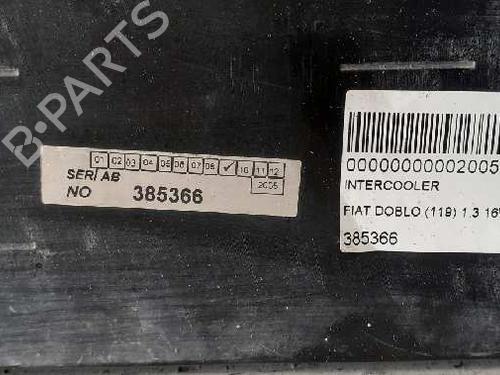 B-PARTS
01 02 03 04 05 06 07 08 10 11 12
2005
SERI AB
NO 385366
00000000002005
INTERCOOLER
FIAT DOBLO (119) 1.3 16
385366